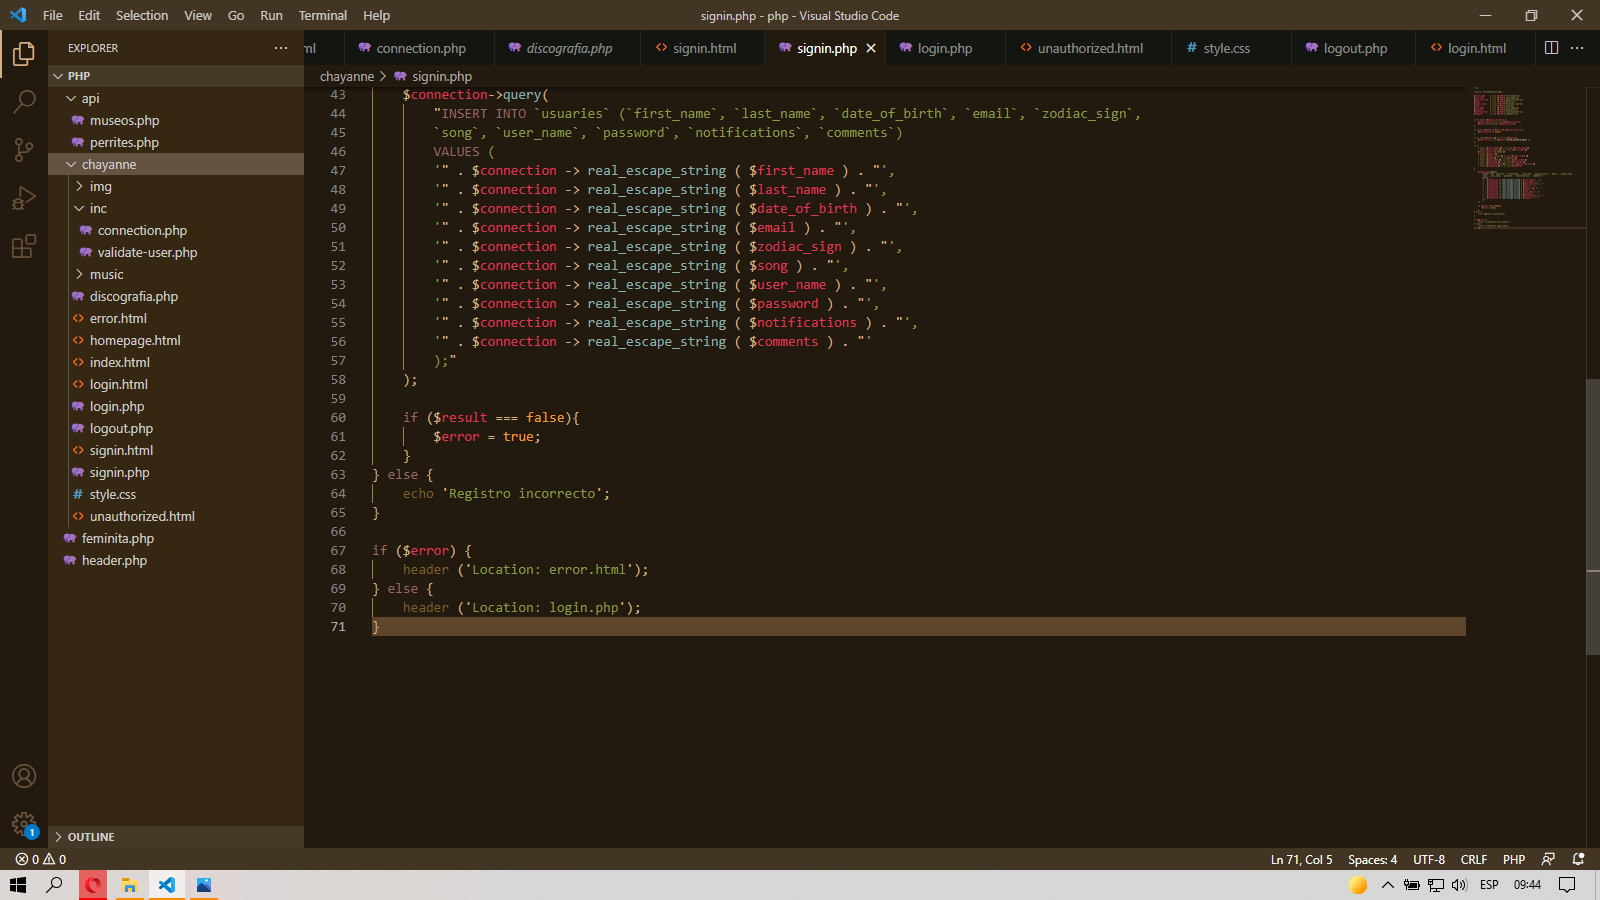 File Edit Selection View Go Run Terminal Help
signin.php - php - Visual Studio Code
EXPLORER
PHP
api
museos.php
perrites.php
chayanne
img
inc
connection.php
validate-user.php
music
discografia.php
error.html
homepage.html
index.html
login.html
login.php
logout.php
signin.html
signin.php
style.css
unauthorized.html
feminita.php
header.php
OUTLINE
ml connection.php discografia.php signin.html signin.php login.php unauthorized.html style.css logout.php login.html
chayanne > signin.php
43 $connection->query(
44 "INSERT INTO `usuaries` (`first_name`, `last_name`, `date_of_birth`, `email`, `zodiac_sign`,
45 `song`, `user_name`, `password`, `notifications`, `comments`)
46 VALUES (
47 '" . $connection -> real_escape_string ( $first_name ) . "',
48 '" . $connection -> real_escape_string ( $last_name ) . "',
49 '" . $connection -> real_escape_string ( $date_of_birth ) . "',
50 '" . $connection -> real_escape_string ( $email ) . "',
51 '" . $connection -> real_escape_string ( $zodiac_sign ) . "',
52 '" . $connection -> real_escape_string ( $song ) . "',
53 '" . $connection -> real_escape_string ( $user_name ) . "',
54 '" . $connection -> real_escape_string ( $password ) . "',
55 '" . $connection -> real_escape_string ( $notifications ) . "',
56 '" . $connection -> real_escape_string ( $comments ) . "'
57 );"
58 );
59
60 if ($result === false){
61 $error = true;
62 }
63 } else {
64 echo 'Registro incorrecto';
65 }
66
67 if ($error) {
68 header ('Location: error.html');
69 } else {
70 header ('Location: login.php');
71 }
1
0 0
Ln 71, Col 5 Spaces: 4 UTF-8 CRLF PHP
ESP 09:44